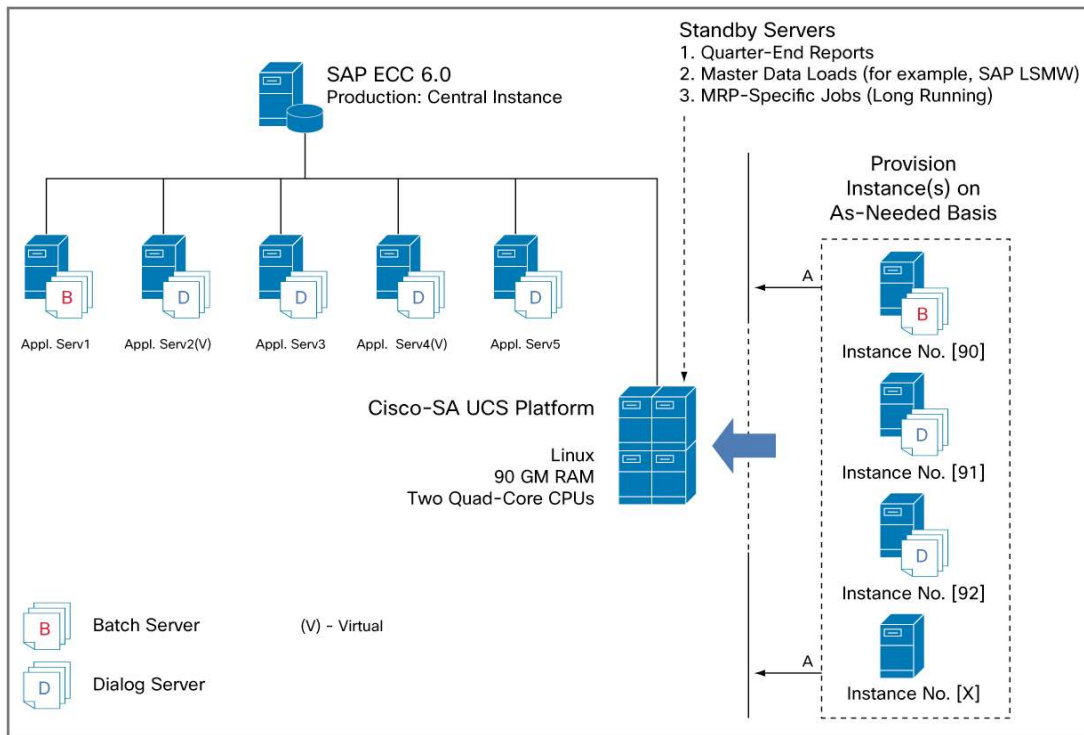 Standby Servers
1. Quarter-End Reports
2. Master Data Loads (for example, SAP LSMW)
3. MRP-Specific Jobs (Long Running)
SAP ECC 6.0
Production: Central Instance
Provision
Instance(s) on
As-Needed Basis
B
D
D
D
D
Appl. Serv1
Appl. Serv2(V)
Appl. Serv3
Appl. Serv4(V)
Appl. Serv5
A
B
Instance No. [90]
Cisco-SA UCS Platform
Linux
90 GM RAM
Two Quad-Core CPUs
D
Instance No. [91]
D
Instance No. [92]
A
Instance No. [X]
B
Batch Server
(V) - Virtual
D
Dialog Server